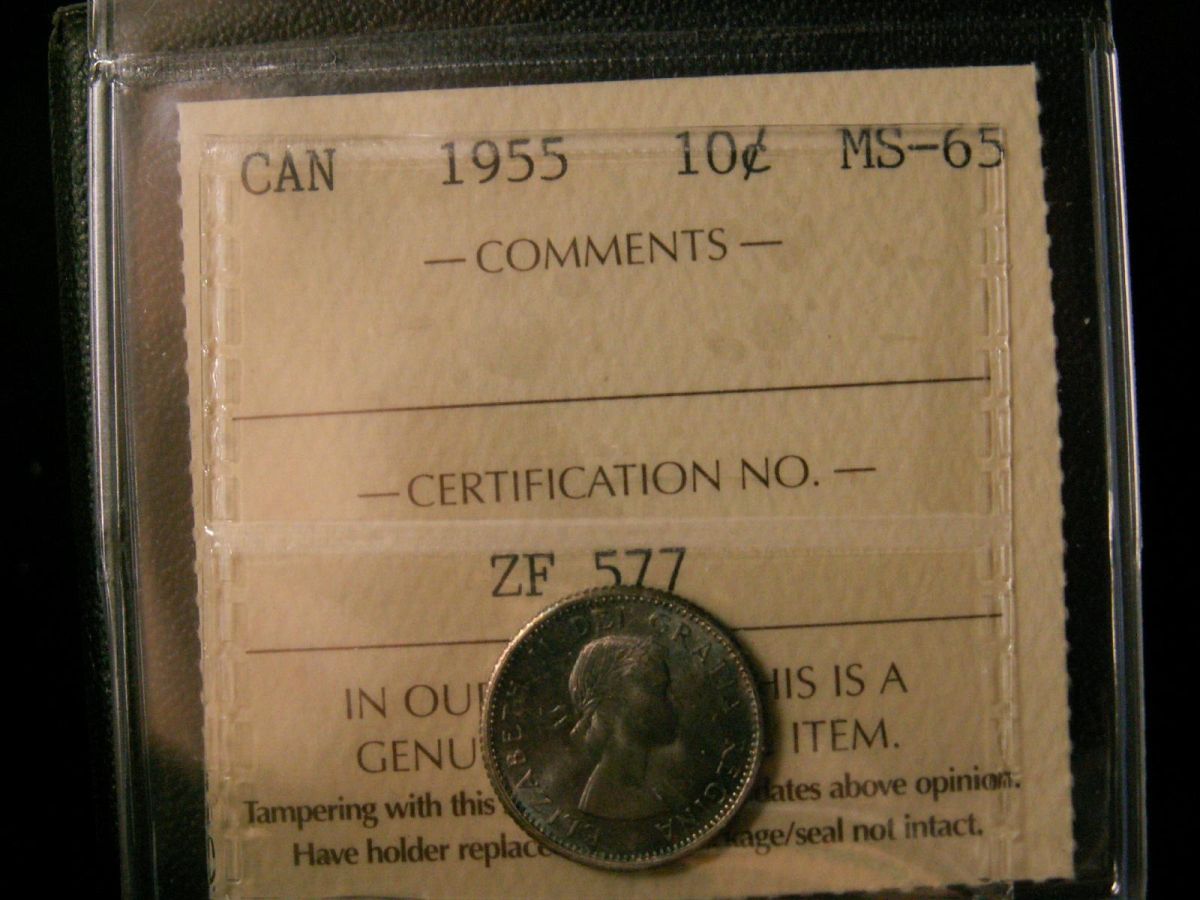 CAN 1955 10¢ MS-65
— COMMENTS —
— CERTIFICATION NO. —
ZF 577
IN OU HIS IS A
GENU ITEM.
Tampering with this dates above opinion.
Have holder replace kage/seal not intact.
ELIZABETH II DEI GRATIA REGINA